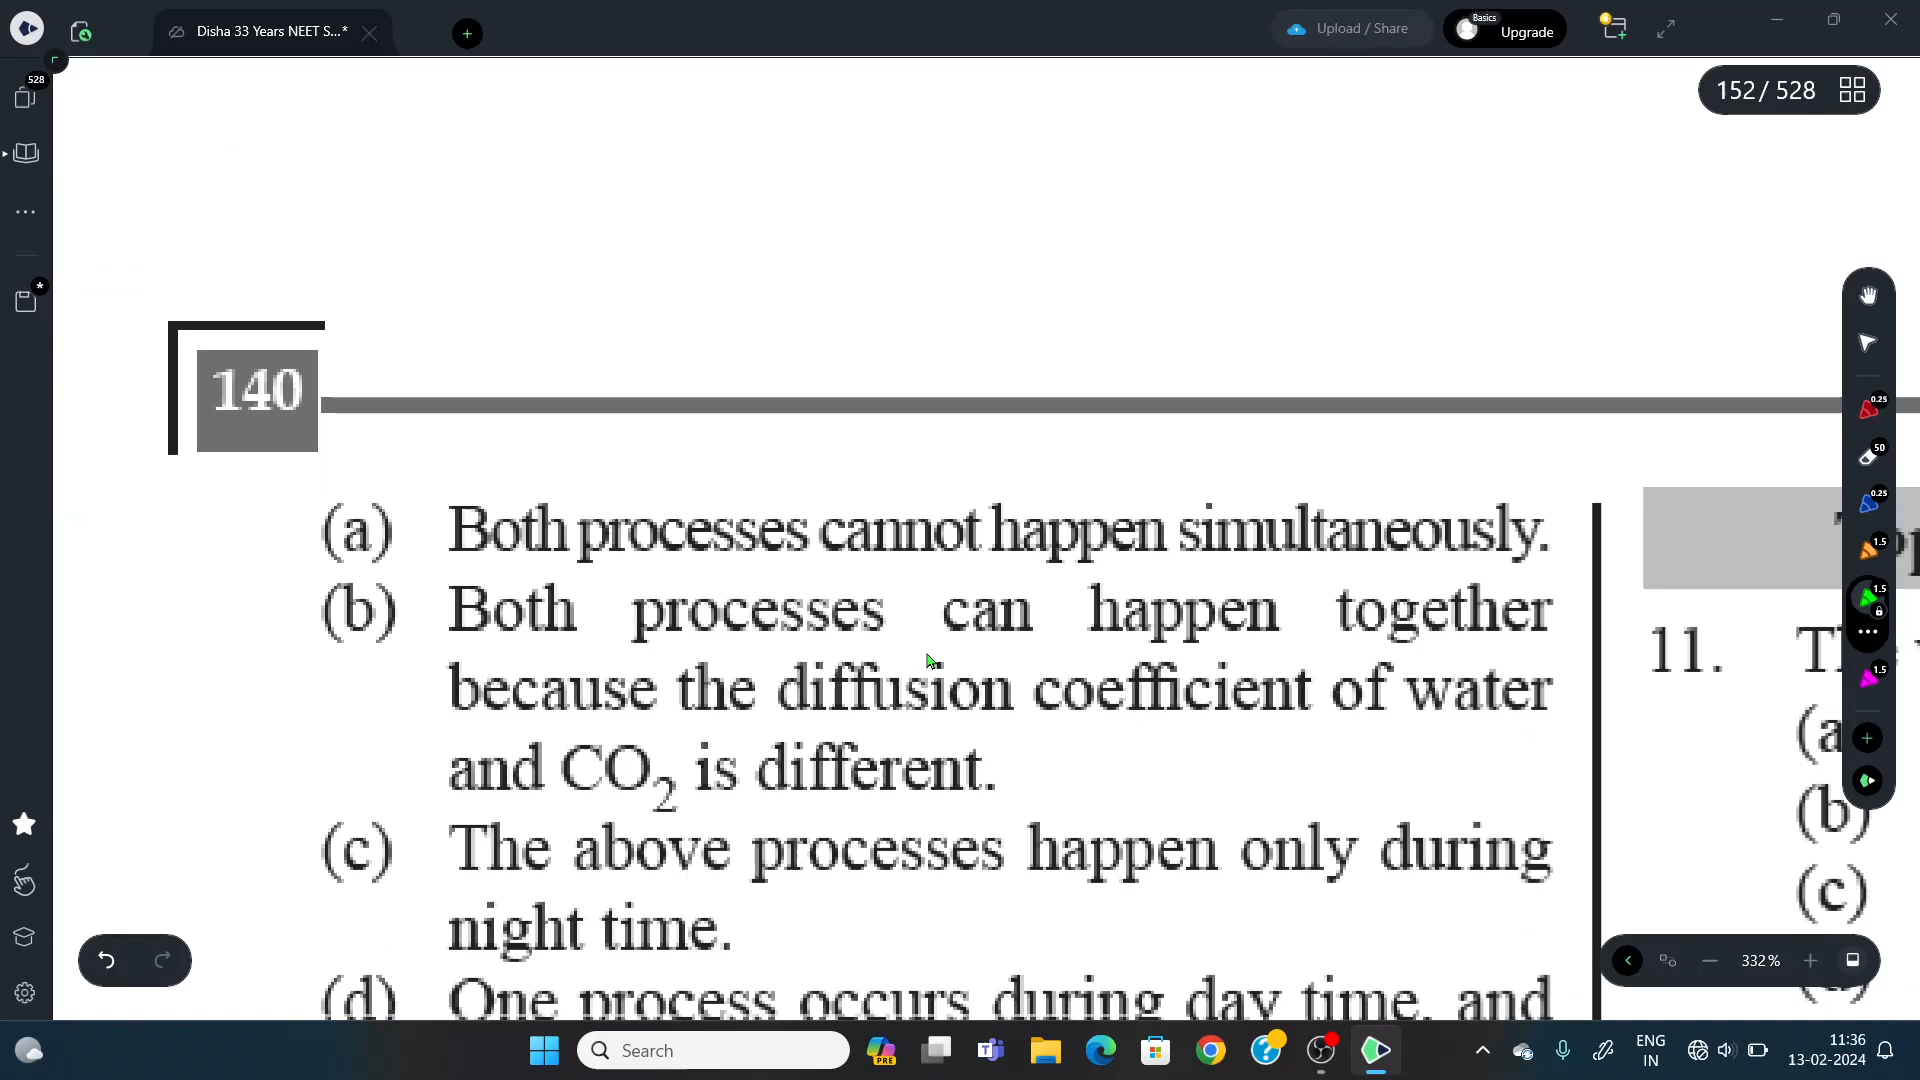 Disha 33 Years NEET S...*
Upload / Share
Basics
Upgrade
528
152 / 528
140
(a) Both processes cannot happen simultaneously.
(b) Both processes can happen together
because the diffusion coefficient of water
and CO2 is different.
(c) The above processes happen only during
night time.
(d) One process occurs during day time, and
11.
(a
(b)
(c)
0.25
50
0.25
1.5
1.5
1.5
332%
Search
PRE
ENG
IN
11:36
13-02-2024